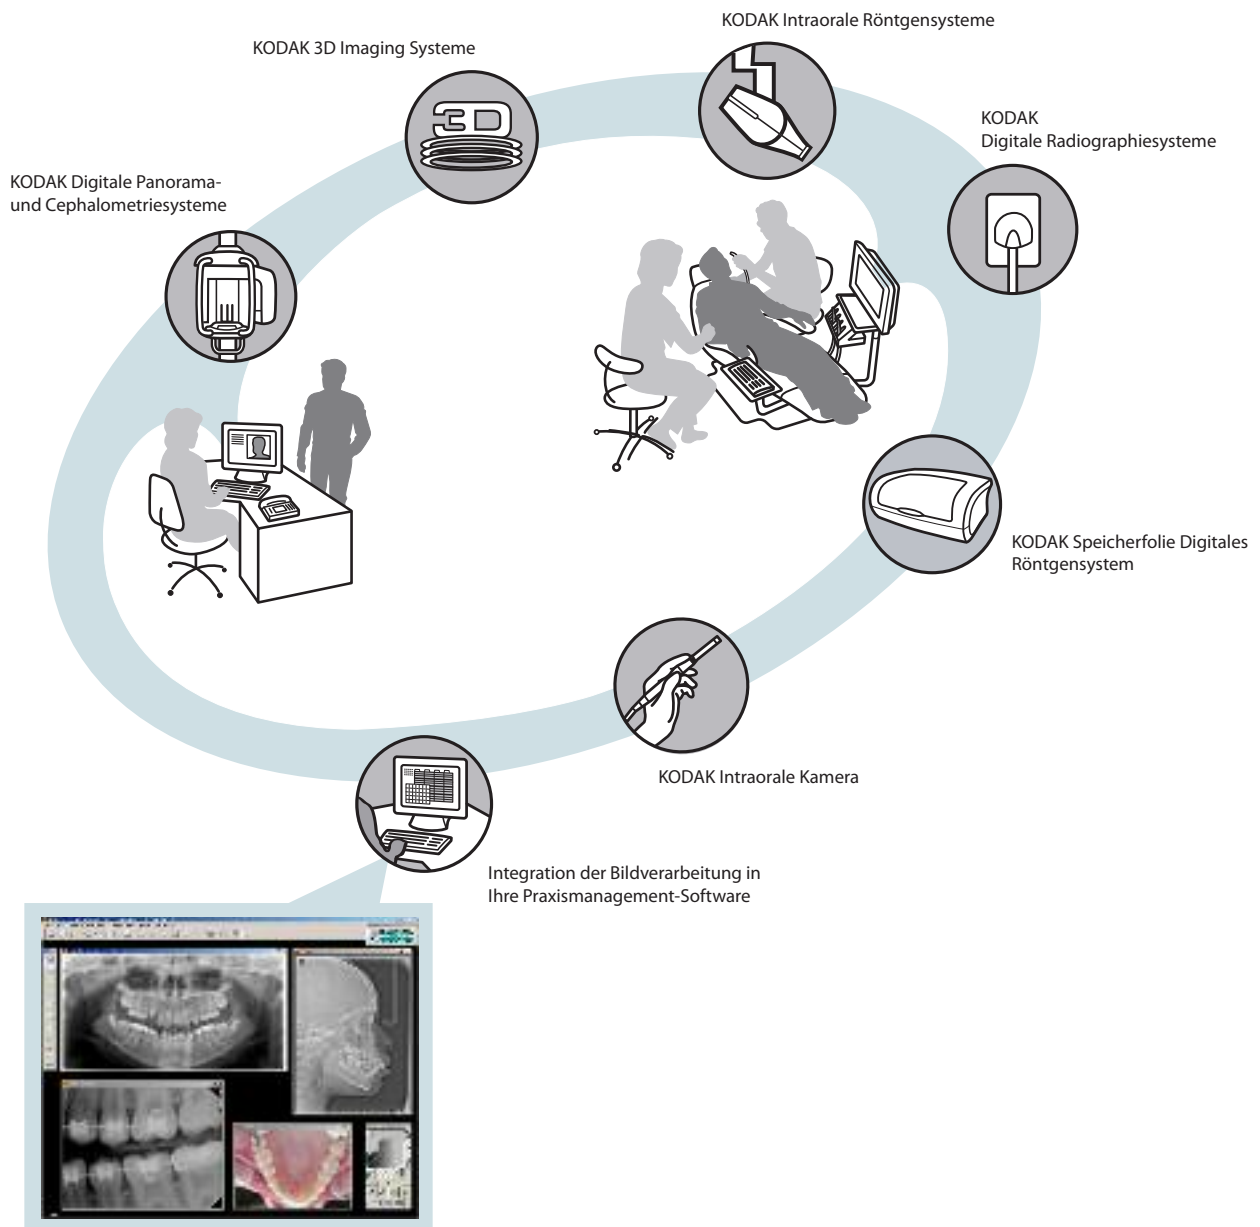 KODAK Intraorale Röntgensysteme
KODAK 3D Imaging Systeme
KODAK
Digitale Radiographiesysteme
KODAK Digitale Panorama-
und Cephalometriesysteme
3D
KODAK Speicherfolie Digitales
Röntgensystem
KODAK Intraorale Kamera
Integration der Bildverarbeitung in
Ihre Praxismanagement-Software